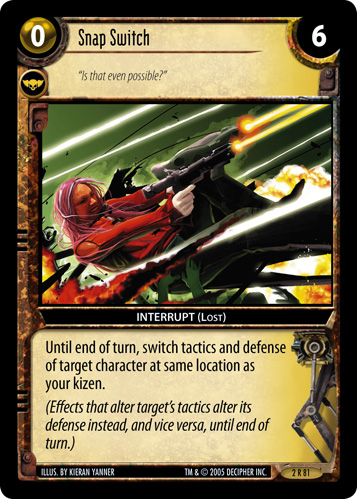 0 Snap Switch 6
"Is that even possible?"
INTERRUPT (LOST)
Until end of turn, switch tactics and defense
of target character at same location as
your kizen.
(Effects that alter target's tactics alter its
defense instead, and vice versa, until end of
turn.)
ILLUS. BY KIERAN YANNER TM & © 2005 DECIPHER INC. 2 R 81